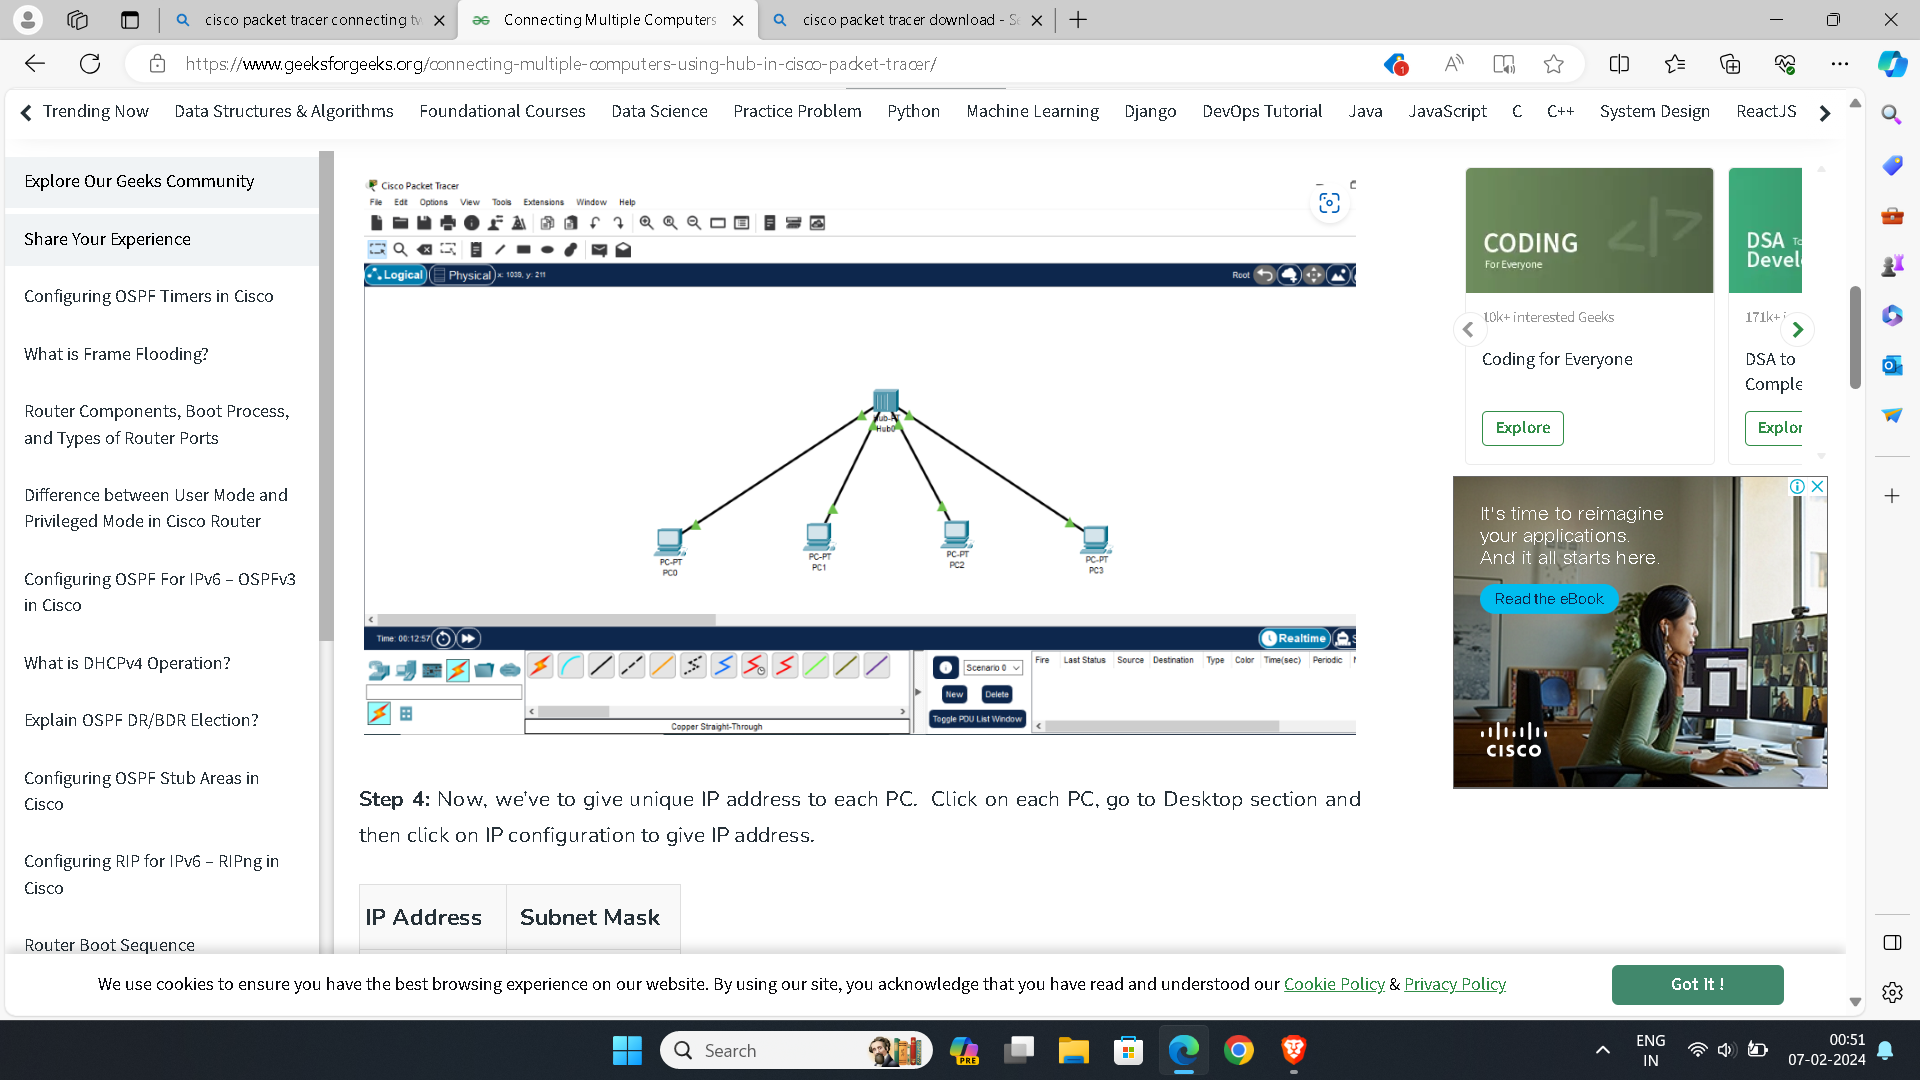 cisco packet tracer connecting tw
Connecting Multiple Computers
cisco packet tracer download - Se
https://www.geeksforgeeks.org/connecting-multiple-computers-using-hub-in-cisco-packet-tracer/
1
Trending Now Data Structures & Algorithms Foundational Courses Data Science Practice Problem Python Machine Learning Django DevOps Tutorial Java JavaScript C C++ System Design ReactJS
Explore Our Geeks Community
Share Your Experience
Configuring OSPF Timers in Cisco
What is Frame Flooding?
Router Components, Boot Process,
and Types of Router Ports
Difference between User Mode and
Privileged Mode in Cisco Router
Configuring OSPF For IPv6 – OSPFv3
in Cisco
What is DHCPv4 Operation?
Explain OSPF DR/BDR Election?
Configuring OSPF Stub Areas in
Cisco
Configuring RIP for IPv6 – RIPng in
Cisco
Router Boot Sequence
Cisco Packet Tracer
File Edit Options View Tools Extensions Window Help
Logical Physical x: 1039, y: 211
Root
Hub-PT
Hub0
PC-PT
PC0
PC-PT
PC1
PC-PT
PC2
PC-PT
PC3
Time: 00:12:57
Realtime
Scenario 0
New Delete
Toggle PDU List Window
Fire Last Status Source Destination Type Color Time(sec) Periodic
Copper Straight-Through
Step 4: Now, we've to give unique IP address to each PC. Click on each PC, go to Desktop section and
then click on IP configuration to give IP address.
IP Address Subnet Mask
CODING
For Everyone
10k+ interested Geeks
Coding for Everyone
Explore
DSA To
Devel
171k+ i
DSA to
Comple
Explor
It's time to reimagine
your applications.
And it all starts here.
Read the eBook
CISCO
We use cookies to ensure you have the best browsing experience on our website. By using our site, you acknowledge that you have read and understood our Cookie Policy & Privacy Policy
Got It !
Search
PRE
ENG
IN
00:51
07-02-2024